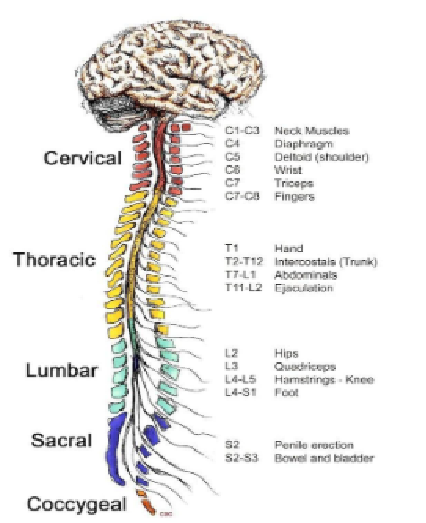 C1-C3 Neck Muscles
C4 Diaphragm
Cervical
C5 Deltoid (shoulder)
C6 Wrist
C7 Triceps
C7-C8 Fingers
T1 Hand
Thoracic
T2-T12 Intercostals (Trunk)
T7-L1 Abdominals
T11-L2 Ejaculation
L2 Hips
Lumbar
L3 Quadriceps
L4-L5 Hamstrings - Knee
L4-S1 Foot
Sacral
S2 Penile erection
S2-S3 Bowel and bladder
Coccygeal